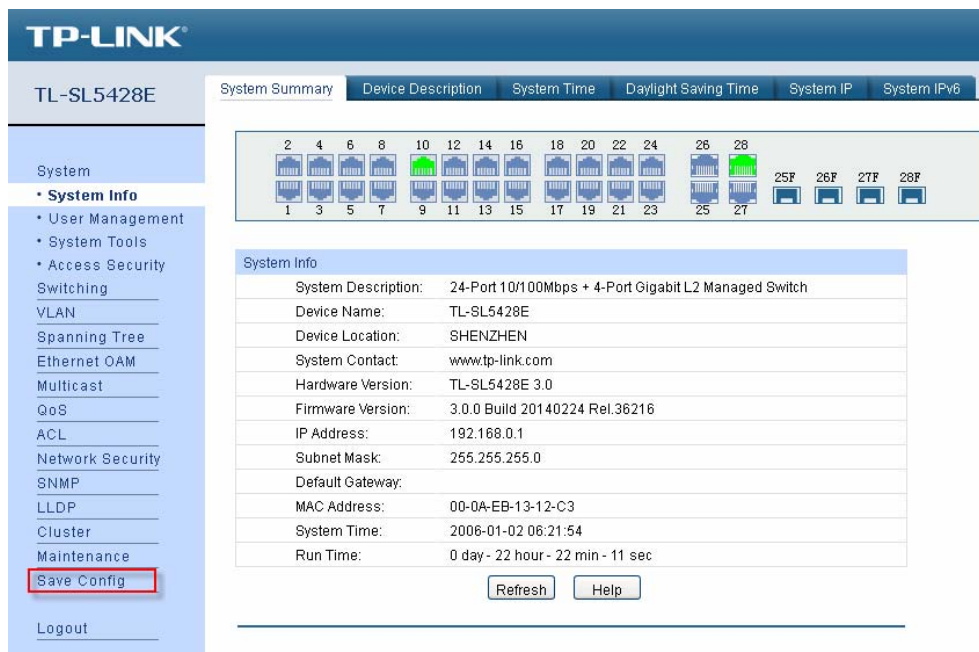 TP-LINK®
TL-SL5428E
System Summary Device Description System Time Daylight Saving Time System IP System IPv6
2 4 6 8 10 12 14 16 18 20 22 24 26 28
25F 26F 27F 28F
1 3 5 7 9 11 13 15 17 19 21 23 25 27
System
• System Info
• User Management
• System Tools
• Access Security
Switching
VLAN
Spanning Tree
Ethernet OAM
Multicast
QoS
ACL
Network Security
SNMP
LLDP
Cluster
Maintenance
Save Config
Logout
System Info
System Description: 24-Port 10/100Mbps + 4-Port Gigabit L2 Managed Switch
Device Name: TL-SL5428E
Device Location: SHENZHEN
System Contact: www.tp-link.com
Hardware Version: TL-SL5428E 3.0
Firmware Version: 3.0.0 Build 20140224 Rel.36216
IP Address: 192.168.0.1
Subnet Mask: 255.255.255.0
Default Gateway:
MAC Address: 00-0A-EB-13-12-C3
System Time: 2006-01-02 06:21:54
Run Time: 0 day - 22 hour - 22 min - 11 sec
Refresh Help